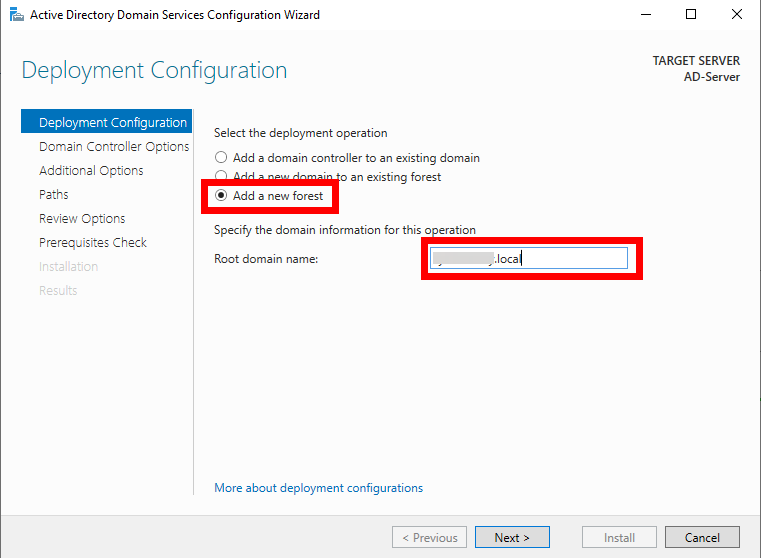 Active Directory Domain Services Configuration Wizard
Deployment Configuration
TARGET SERVER
AD-Server
Deployment Configuration
Domain Controller Options
Additional Options
Paths
Review Options
Prerequisites Check
Installation
Results
Select the deployment operation
Add a domain controller to an existing domain
Add a new domain to an existing forest
Add a new forest
Specify the domain information for this operation
Root domain name:
.local
More about deployment configurations
< Previous
Next >
Install
Cancel